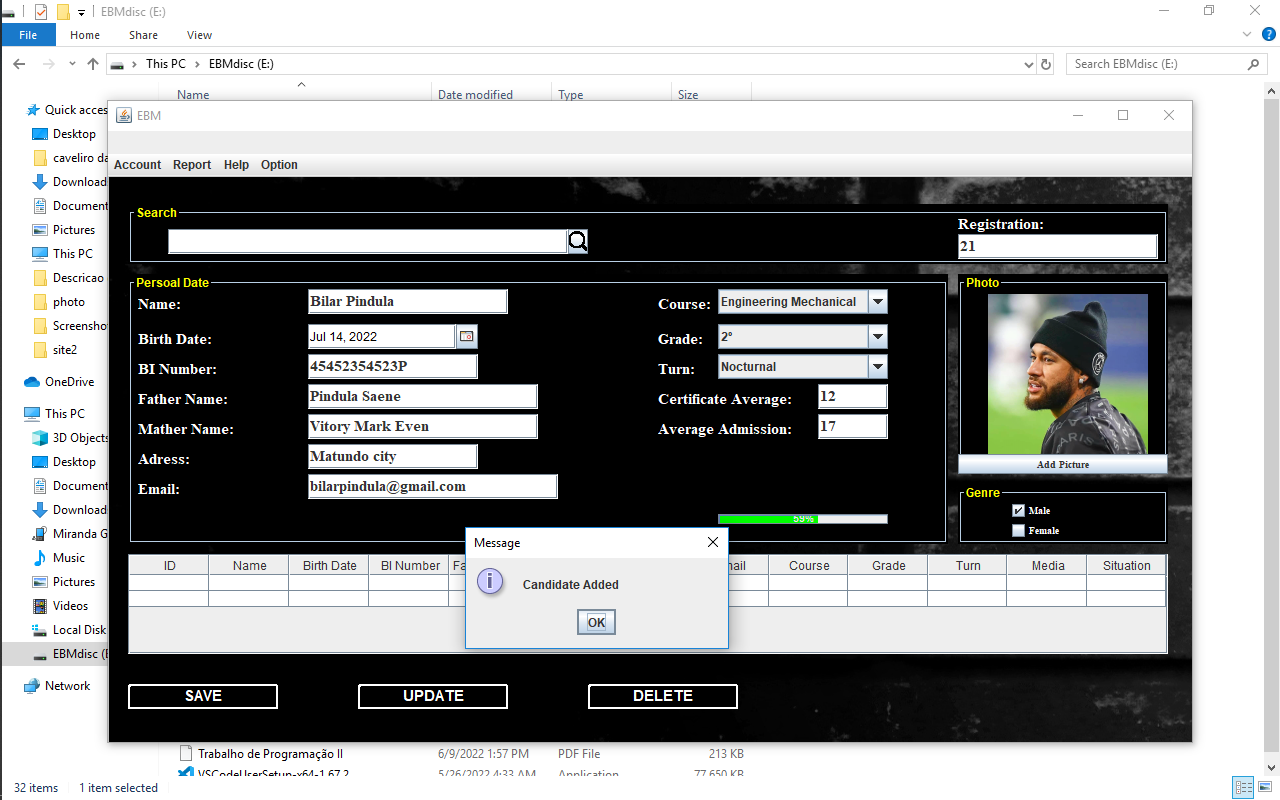 EBMdisc (E:)
File Home Share View
This PC EBMdisc (E:) Search EBMdisc (E:)
Name Date modified Type Size
Quick acces
Desktop
caveliro da
Download
Document
Pictures
This PC
Descricao
photo
Screensho
site2
OneDrive
This PC
3D Objects
Desktop
Document
Download
Miranda G
Music
Pictures
Videos
Local Disk
EBMdisc (E
Network
EBM
Account Report Help Option
Search
Registration:
21
Persoal Date
Name: Bilar Pindula
Birth Date: Jul 14, 2022
BI Number: 45452354523P
Father Name: Pindula Saene
Mather Name: Vitory Mark Even
Adress: Matundo city
Email: bilarpindula@gmail.com
Course: Engineering Mechanical
Grade: 2º
Turn: Nocturnal
Certificate Average: 12
Average Admission: 17
59%
Photo
PARIS
Add Picture
Genre
Male
Female
ID Name Birth Date BI Number Fa mail Course Grade Turn Media Situation
Message
Candidate Added
OK
SAVE UPDATE DELETE
Trabalho de Programação II 6/9/2022 1:57 PM PDF File 213 KB
VSCodeUserSetup-x64-1.67.2 5/26/2022 4:33 AM Application 77,650 KB
32 items 1 item selected